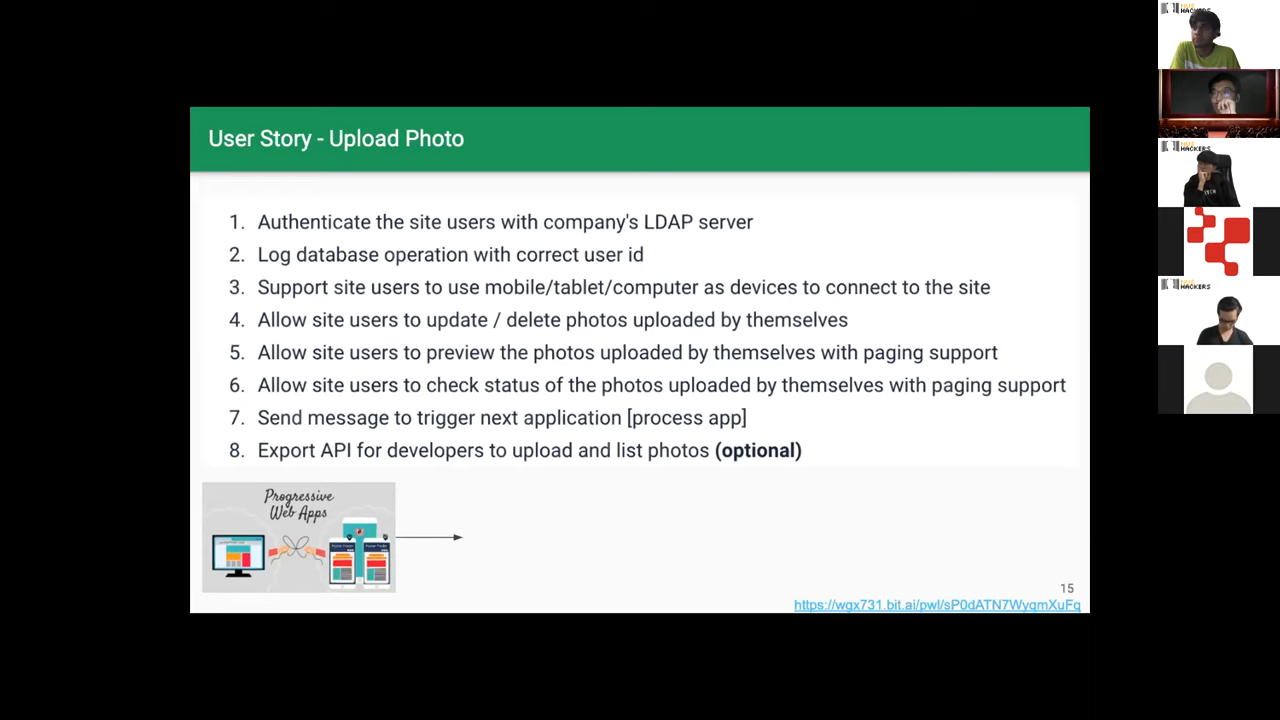 User Story - Upload Photo
1. Authenticate the site users with company's LDAP server
2. Log database operation with correct user id
3. Support site users to use mobile/tablet/computer as devices to connect to the site
4. Allow site users to update / delete photos uploaded by themselves
5. Allow site users to preview the photos uploaded by themselves with paging support
6. Allow site users to check status of the photos uploaded by themselves with paging support
7. Send message to trigger next application [process app]
8. Export API for developers to upload and list photos (optional)
Progressive
Web Apps
15
https://wgx731.bit.ai/pwl/sP0dATN7WyqmXuFq
HACKERS
HACKERS
HACKERS